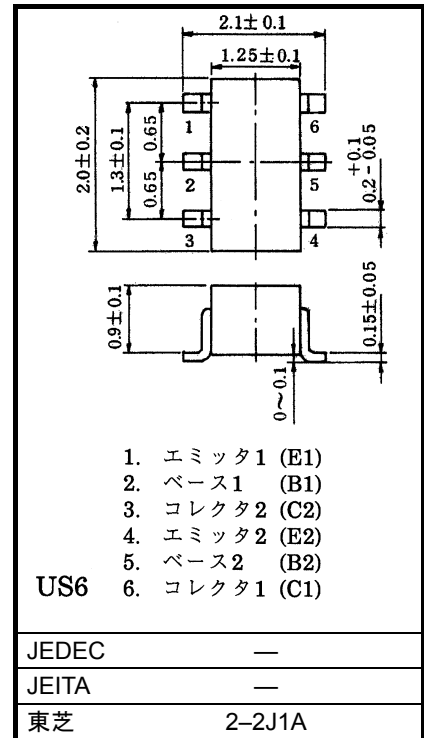 2.1±0.1
1.25±0.1
1
6
2
5
3
4
2.0±0.2
1.3±0.1
0.65
0.65
+0.1
0.2-0.05
0.9±0.1
0.15±0.05
0~0.1
1. エミッタ1 (E1)
2. ベース1 (B1)
3. コレクタ2 (C2)
4. エミッタ2 (E2)
5. ベース2 (B2)
US6 6. コレクタ1 (C1)
JEDEC —
JEITA —
東芝 2–2J1A